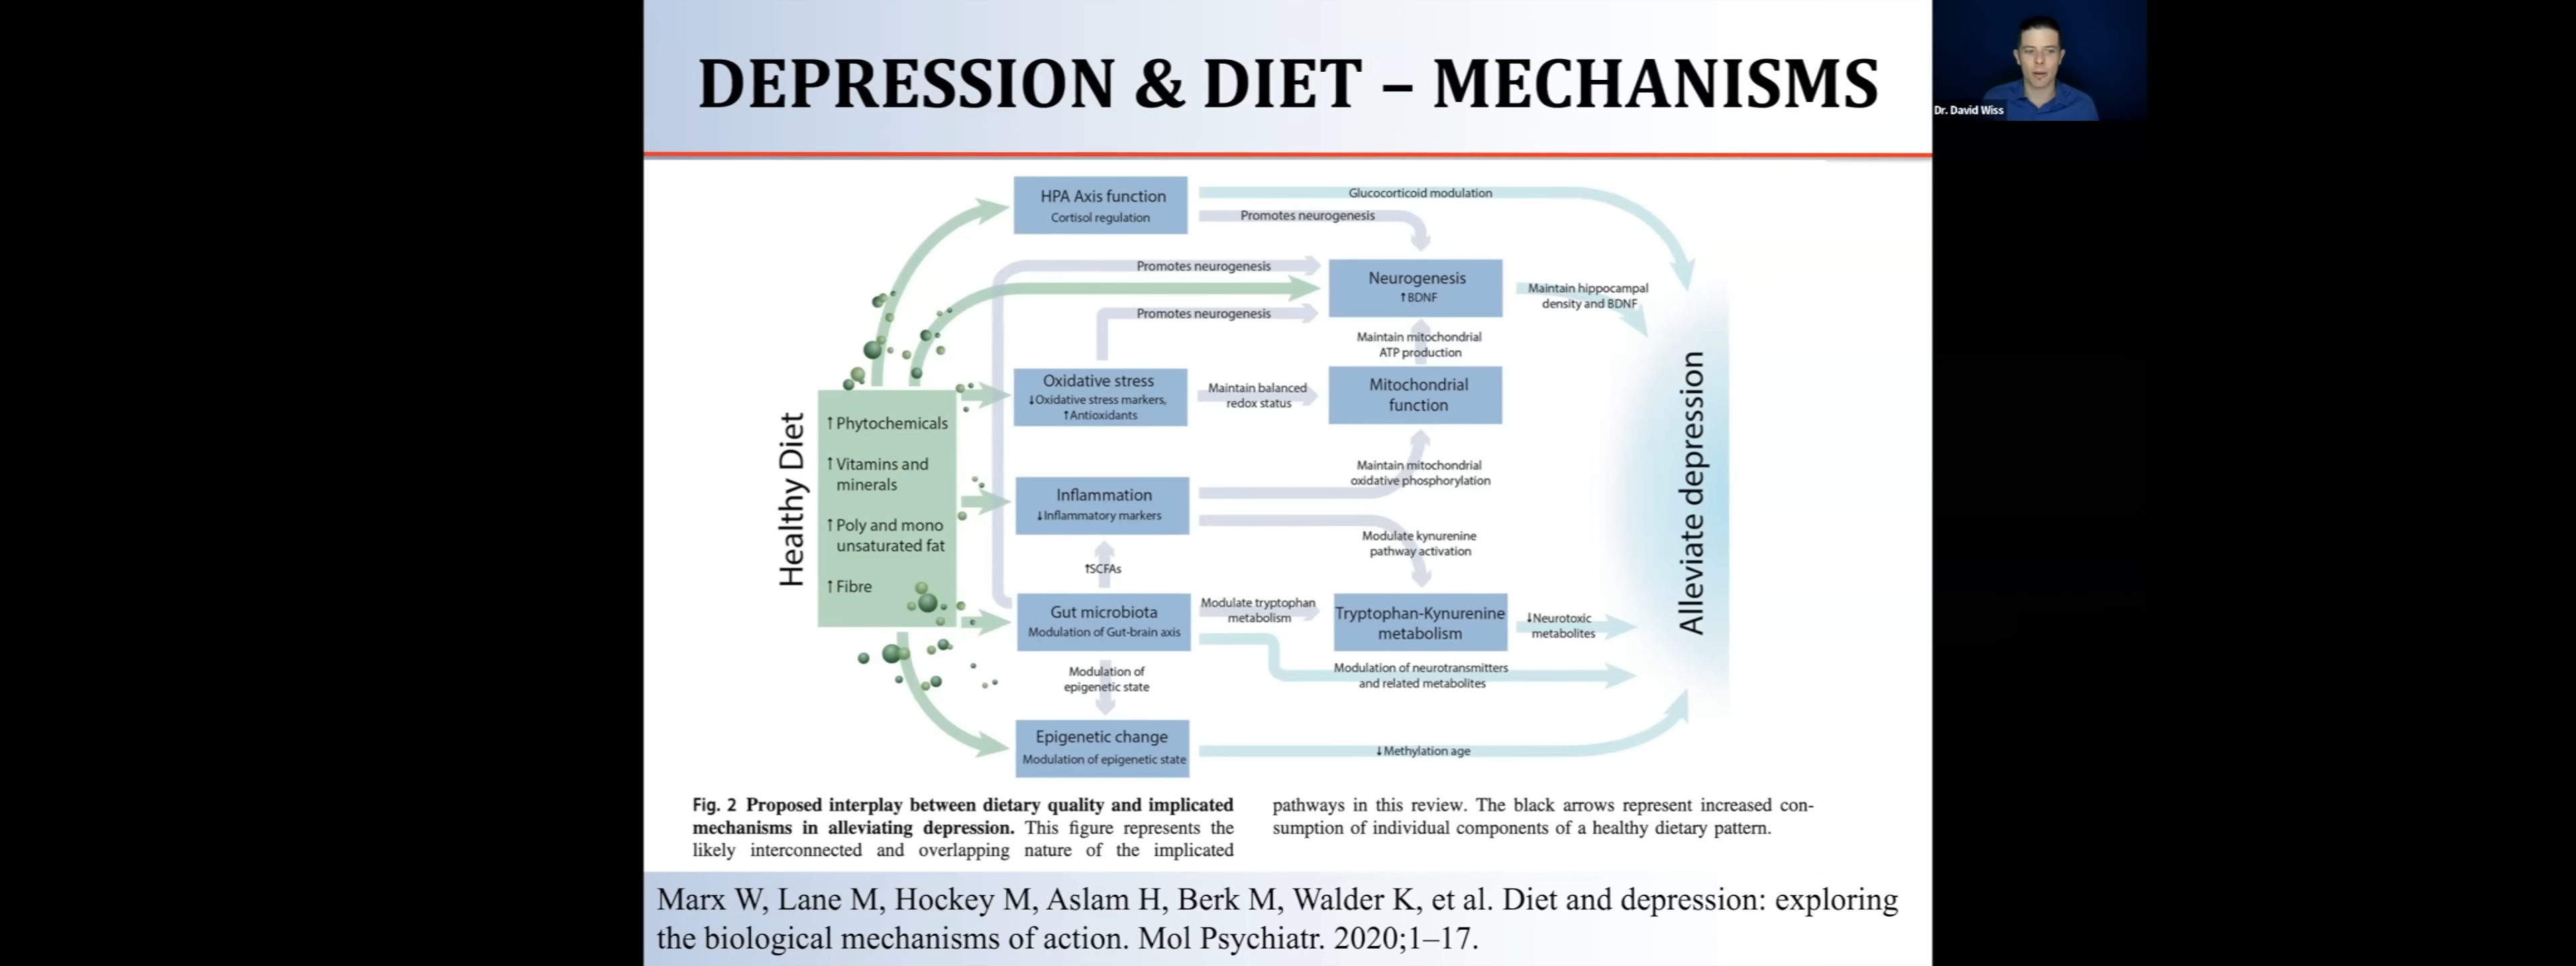 DEPRESSION & DIET – MECHANISMS
Dr. David Wiss
HPA Axis function
Cortisol regulation
Glucocorticoid modulation
Promotes neurogenesis
Promotes neurogenesis
Neurogenesis
↑BDNF
Maintain hippocampal
density and BDNF
Promotes neurogenesis
Maintain mitochondrial
ATP production
Healthy Diet
↑Phytochemicals
↑Vitamins and
minerals
↑Poly and mono
unsaturated fat
↑Fibre
Oxidative stress
↓Oxidative stress markers,
↑Antioxidants
Maintain balanced
redox status
Mitochondrial
function
Alleviate depression
Maintain mitochondrial
oxidative phosphorylation
Inflammation
↓Inflammatory markers
Modulate kynurenine
pathway activation
↑SCFAs
Gut microbiota
Modulation of Gut-brain axis
Modulate tryptophan
metabolism
Tryptophan-Kynurenine
metabolism
↓Neurotoxic
metabolites
Modulation of neurotransmitters
and related metabolites
Modulation of
epigenetic state
Epigenetic change
Modulation of epigenetic state
↓Methylation age
Fig. 2 Proposed interplay between dietary quality and implicated
mechanisms in alleviating depression. This figure represents the
likely interconnected and overlapping nature of the implicated
pathways in this review. The black arrows represent increased con-
sumption of individual components of a healthy dietary pattern.
Marx W, Lane M, Hockey M, Aslam H, Berk M, Walder K, et al. Diet and depression: exploring
the biological mechanisms of action. Mol Psychiatr. 2020;1–17.